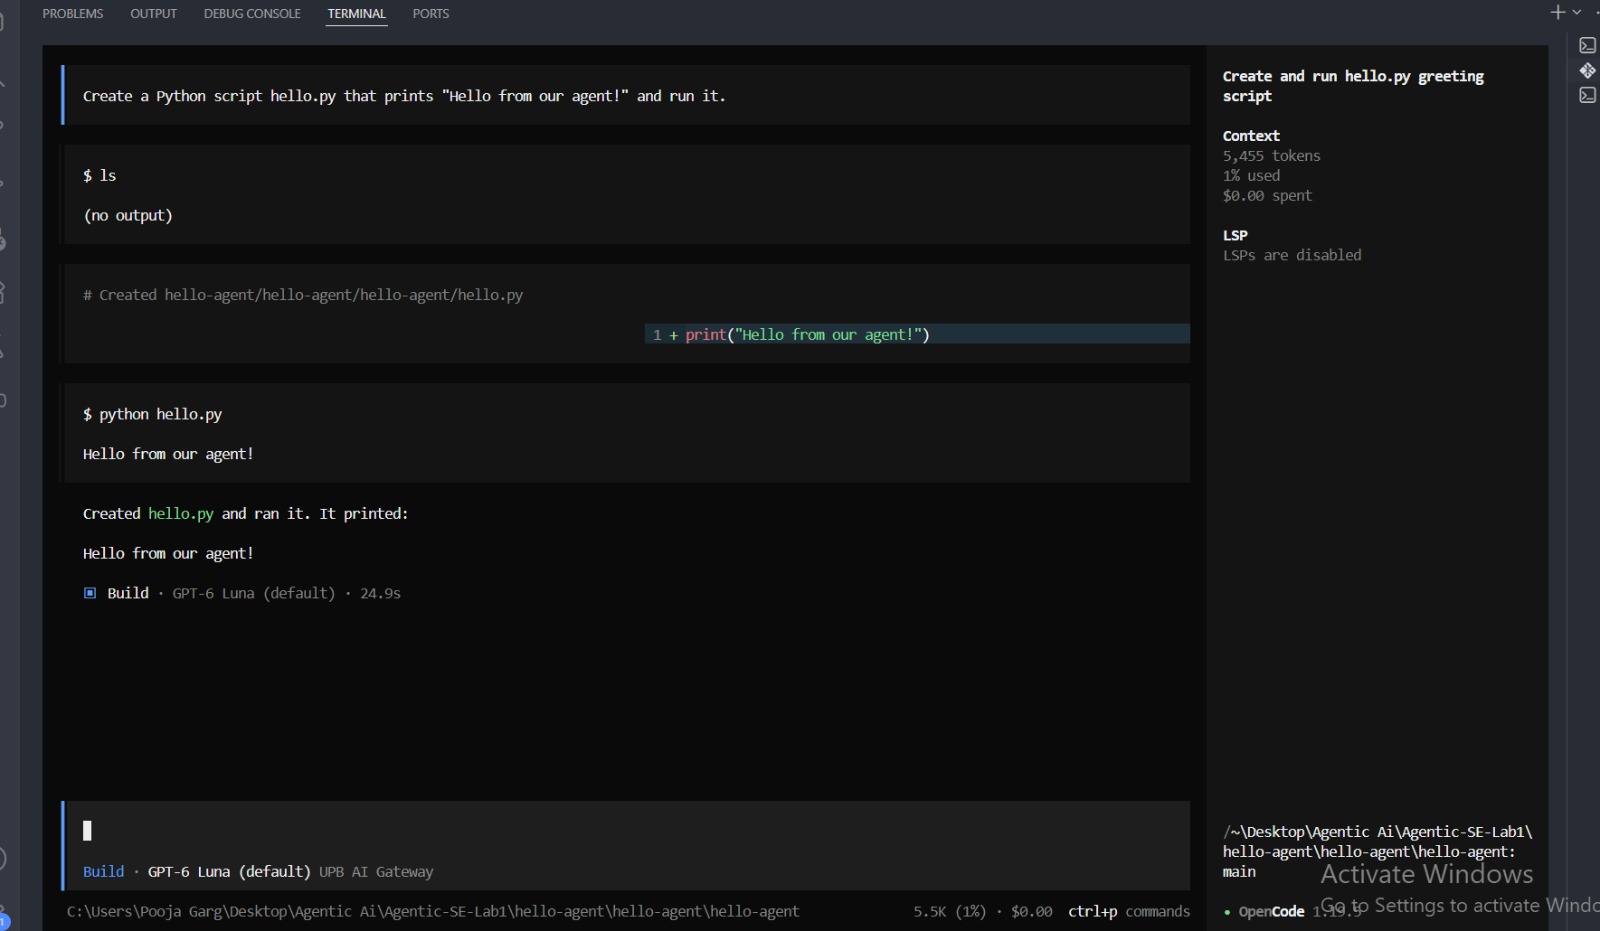 PROBLEMS OUTPUT DEBUG CONSOLE TERMINAL PORTS
Create a Python script hello.py that prints "Hello from our agent!" and run it.
$ ls
(no output)
# Created hello-agent/hello-agent/hello-agent/hello.py
1 + print("Hello from our agent!")
$ python hello.py
Hello from our agent!
Created hello.py and ran it. It printed:
Hello from our agent!
Build · GPT-6 Luna (default) · 24.9s
Build · GPT-6 Luna (default) UPB AI Gateway
C:\Users\Pooja Garg\Desktop\Agentic Ai\Agentic-SE-Lab1\hello-agent\hello-agent\hello-agent 5.5K (1%) · $0.00 ctrl+p commands
Create and run hello.py greeting
script
Context
5,455 tokens
1% used
$0.00 spent
LSP
LSPs are disabled
/~\Desktop\Agentic Ai\Agentic-SE-Lab1\
hello-agent\hello-agent\hello-agent:
main
Activate Windows
Go to Settings to activate Windo
• OpenCode
1